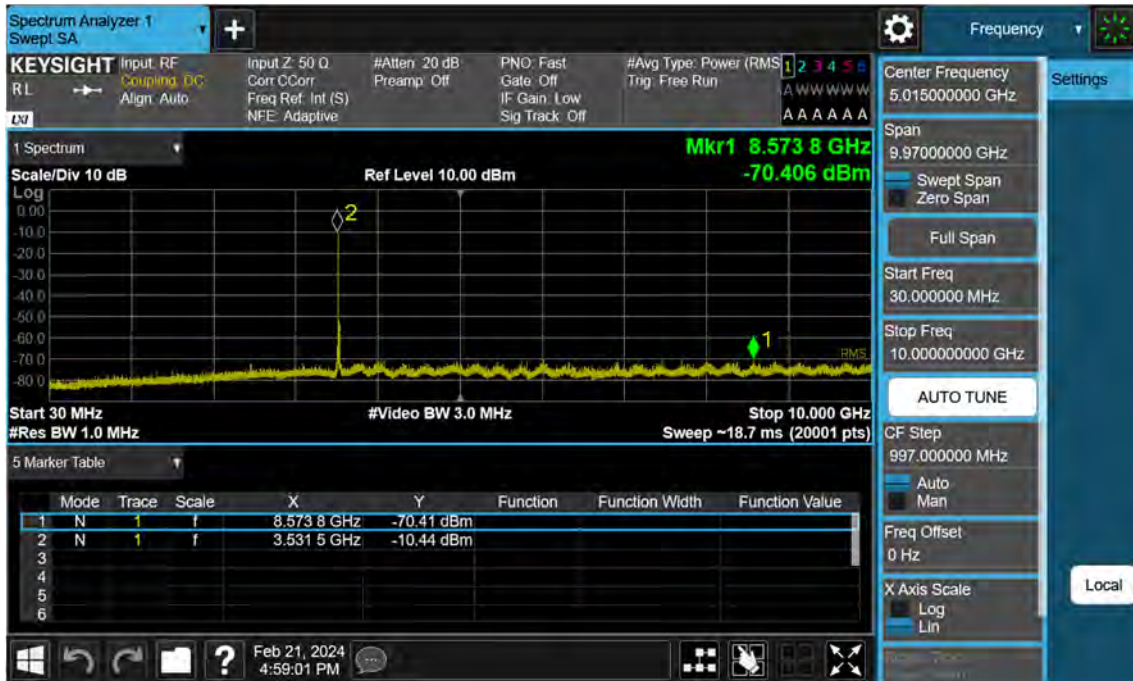 Spectrum Analyzer 1
Swept SA
+
Frequency
KEYSIGHT
RL
LXI
Input: RF
Coupling: DC
Align: Auto
Input Z: 50 Ω
Corr CCorr
Freq Ref: Int (S)
NFE: Adaptive
#Atten: 20 dB
Preamp: Off
PNO: Fast
Gate: Off
IF Gain: Low
Sig Track: Off
#Avg Type: Power (RMS
Trig: Free Run
1 2 3 4 5 6
A W W W W W
A A A A A A
1 Spectrum
Scale/Div 10 dB
Ref Level 10.00 dBm
Mkr1 8.573 8 GHz
-70.406 dBm
Log
0.00
-10.0
-20.0
-30.0
-40.0
-50.0
-60.0
-70.0
-80.0
2
1
RMS
Start 30 MHz
#Video BW 3.0 MHz
Stop 10.000 GHz
#Res BW 1.0 MHz
Sweep ~18.7 ms (20001 pts)
5 Marker Table
Mode Trace Scale X Y Function Function Width Function Value
1 N 1 f 8.573 8 GHz -70.41 dBm
2 N 1 f 3.531 5 GHz -10.44 dBm
3
4
5
6
?
Feb 21, 2024
4:59:01 PM
Center Frequency
5.015000000 GHz
Settings
Span
9.97000000 GHz
Swept Span
Zero Span
Full Span
Start Freq
30.000000 MHz
Stop Freq
10.000000000 GHz
AUTO TUNE
CF Step
997.000000 MHz
Auto
Man
Freq Offset
0 Hz
X Axis Scale
Log
Lin
Local